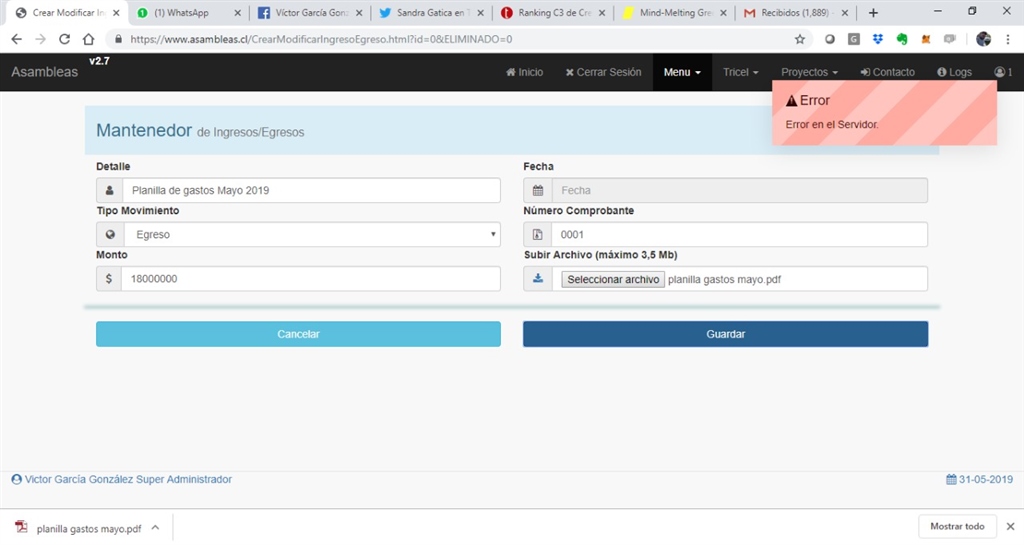 Crear Modificar In
(1) WhatsApp
Víctor García Gonz
Sandra Gatica en T
Ranking C3 de Cre
Mind-Melting Gre
Recibidos (1,889) -
https://www.asambleas.cl/CrearModificarIngresoEgreso.html?id=0&ELIMINADO=0
Asambleas v2.7
Inicio
Cerrar Sesión
Menu
Tricel
Proyectos
Contacto
Logs
1
Error
Error en el Servidor.
Mantenedor de Ingresos/Egresos
Detalle
Planilla de gastos Mayo 2019
Fecha
Fecha
Tipo Movimiento
Egreso
Número Comprobante
0001
Monto
$ 18000000
Subir Archivo (máximo 3,5 Mb)
Seleccionar archivo planilla gastos mayo.pdf
Cancelar
Guardar
Victor García González Super Administrador
31-05-2019
planilla gastos mayo.pdf
Mostrar todo